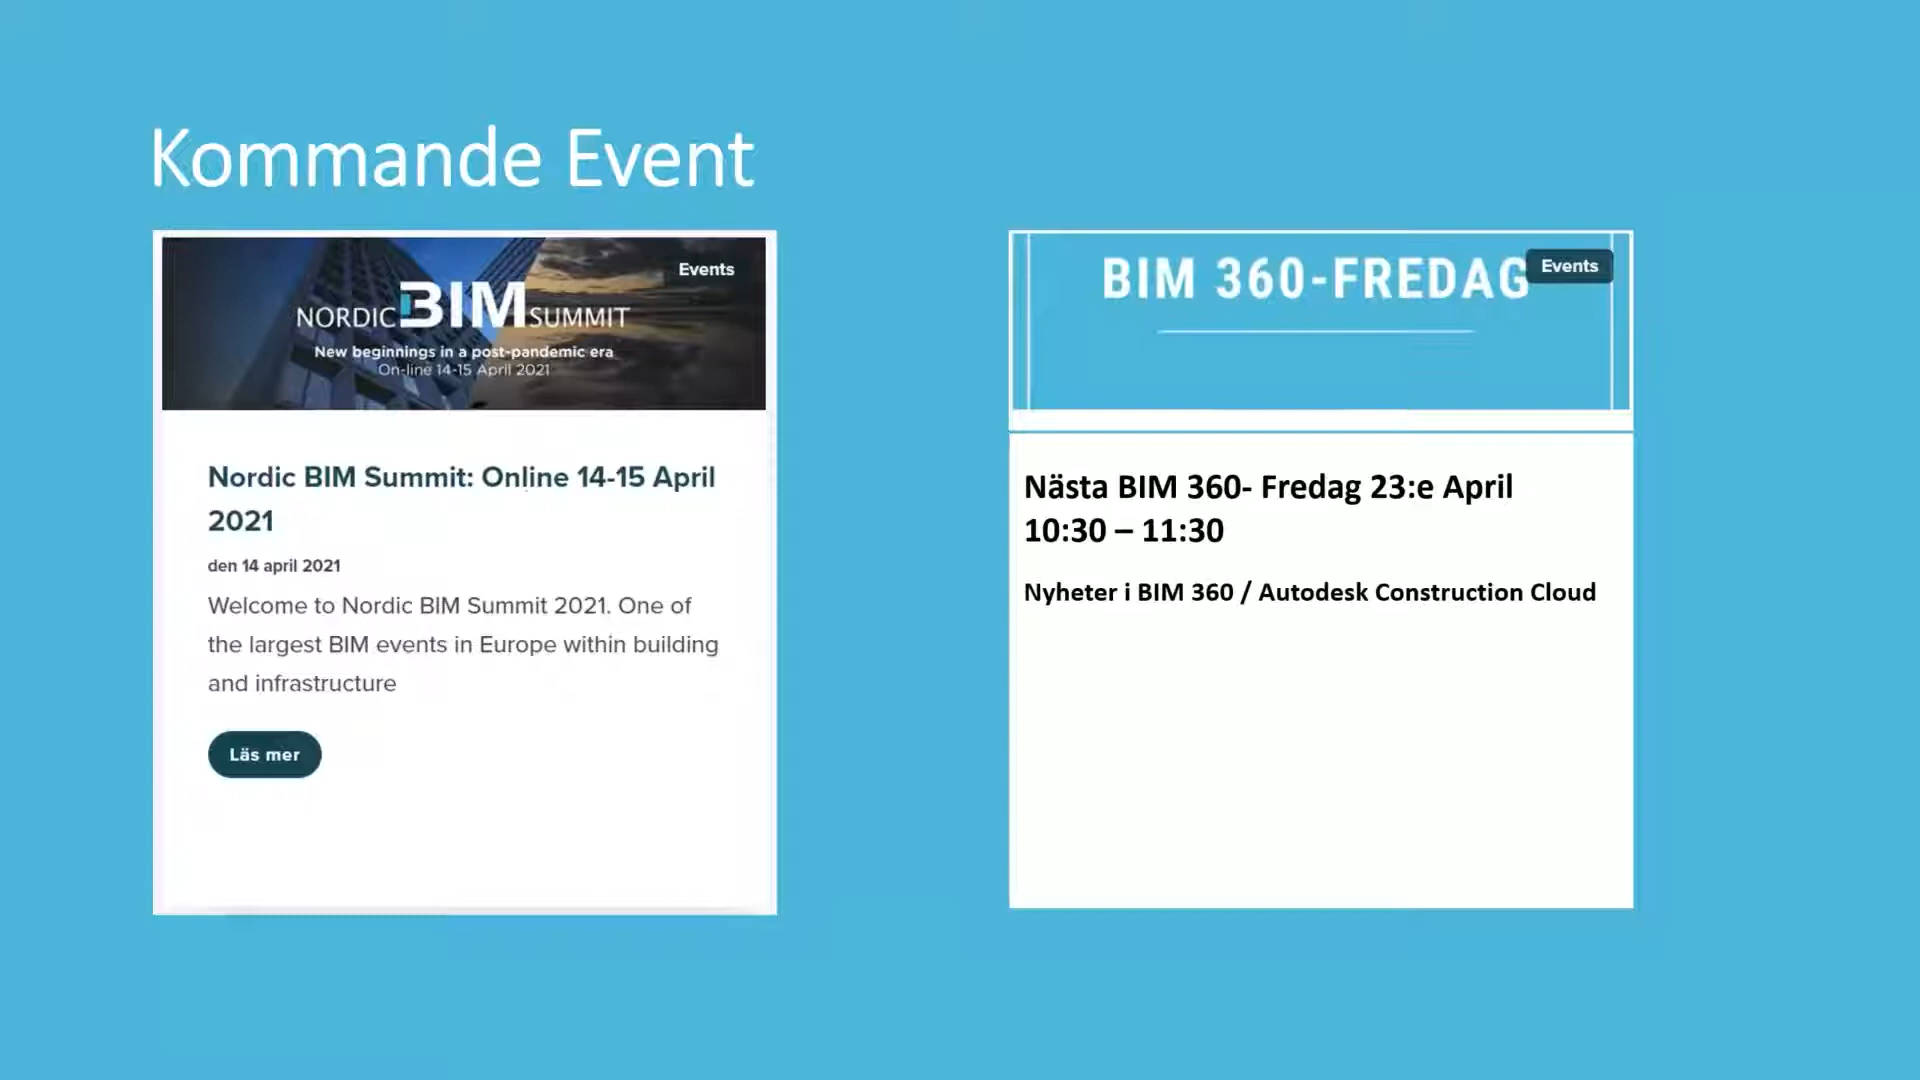 Kommande Event
Events
NORDIC BIM SUMMIT
New beginnings in a post-pandemic era
On-line 14-15 April 2021
Nordic BIM Summit: Online 14-15 April
2021
den 14 april 2021
Welcome to Nordic BIM Summit 2021. One of
the largest BIM events in Europe within building
and infrastructure
Läs mer
BIM 360-FREDAG
Events
Nästa BIM 360- Fredag 23:e April
10:30 – 11:30
Nyheter i BIM 360 / Autodesk Construction Cloud